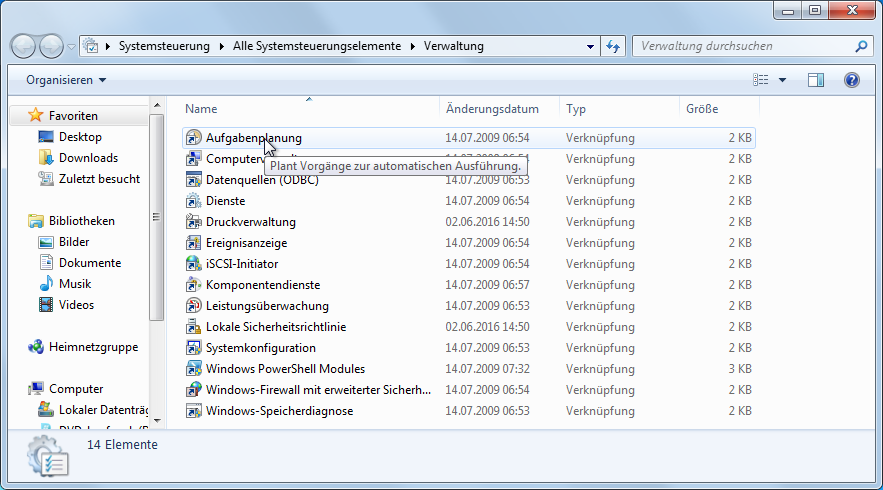 Systemsteuerung Alle Systemsteuerungselemente Verwaltung Verwaltung durchsuchen
Organisieren
Favoriten
Desktop
Downloads
Zuletzt besucht
Bibliotheken
Bilder
Dokumente
Musik
Videos
Heimnetzgruppe
Computer
Lokaler Datenträg
Name Änderungsdatum Typ Größe
Aufgabenplanung 14.07.2009 06:54 Verknüpfung 2 KB
14.07.2009 06:54 Verknüpfung 2 KB
Plant Vorgänge zur automatischen Ausführung.
Datenquellen (ODBC) 14.07.2009 06:53 Verknüpfung 2 KB
Dienste 14.07.2009 06:54 Verknüpfung 2 KB
Druckverwaltung 02.06.2016 14:50 Verknüpfung 2 KB
Ereignisanzeige 14.07.2009 06:54 Verknüpfung 2 KB
iSCSI-Initiator 14.07.2009 06:54 Verknüpfung 2 KB
Komponentendienste 14.07.2009 06:57 Verknüpfung 2 KB
Leistungsüberwachung 14.07.2009 06:53 Verknüpfung 2 KB
Lokale Sicherheitsrichtlinie 02.06.2016 14:50 Verknüpfung 2 KB
Systemkonfiguration 14.07.2009 06:53 Verknüpfung 2 KB
Windows PowerShell Modules 14.07.2009 07:32 Verknüpfung 3 KB
Windows-Firewall mit erweiterter Sicherh... 14.07.2009 06:54 Verknüpfung 2 KB
Windows-Speicherdiagnose 14.07.2009 06:53 Verknüpfung 2 KB
14 Elemente